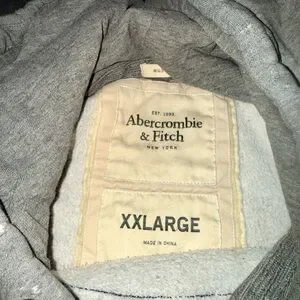 EST. 1892
Abercrombie
& Fitch
NEW YORK
XXLARGE
MADE IN CHINA